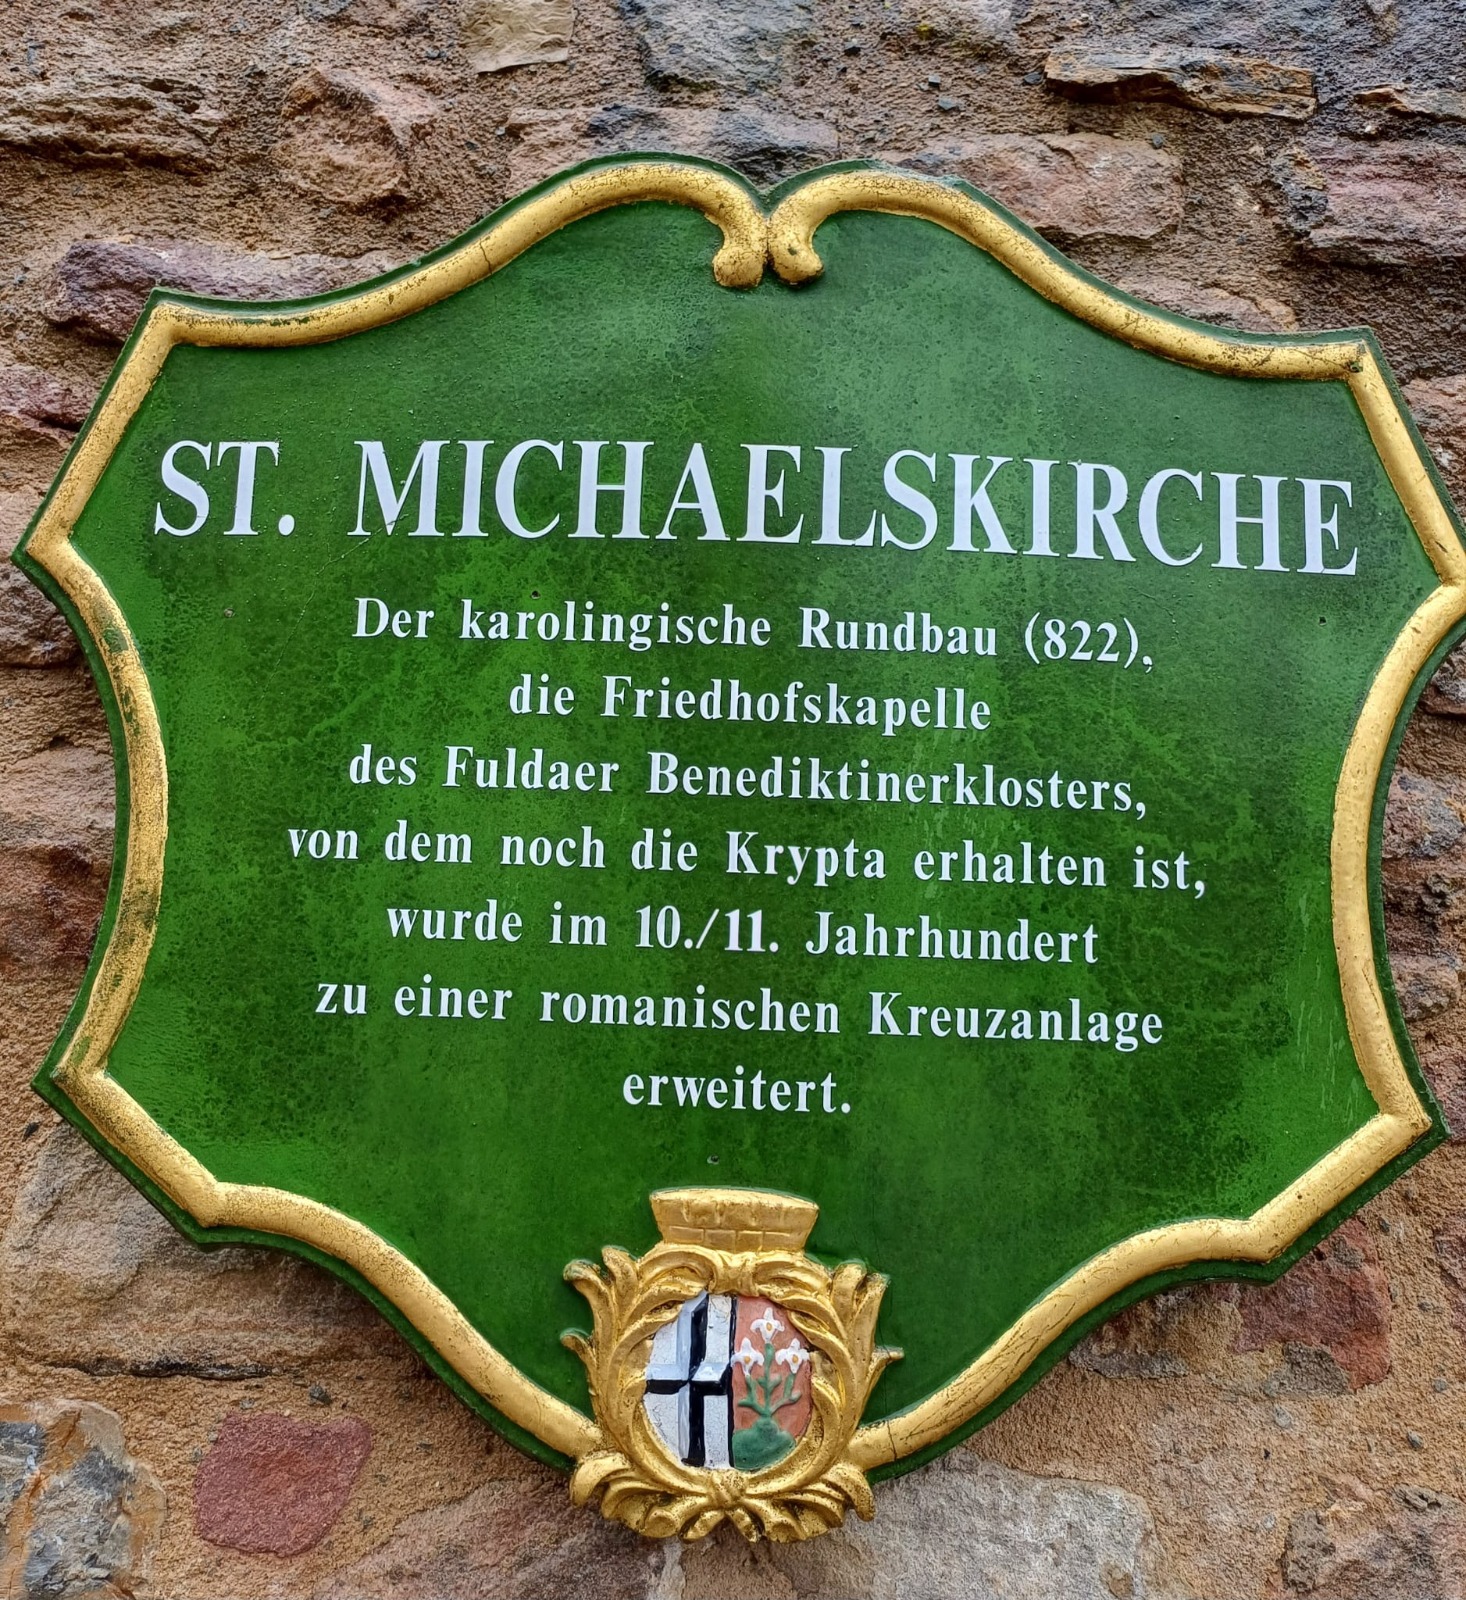 ST. MICHAELSKIRCHE
Der karolingische Rundbau (822),
die Friedhofskapelle
des Fuldaer Benediktinerklosters,
von dem noch die Krypta erhalten ist,
wurde im 10./11. Jahrhundert
zu einer romanischen Kreuzanlage
erweitert.